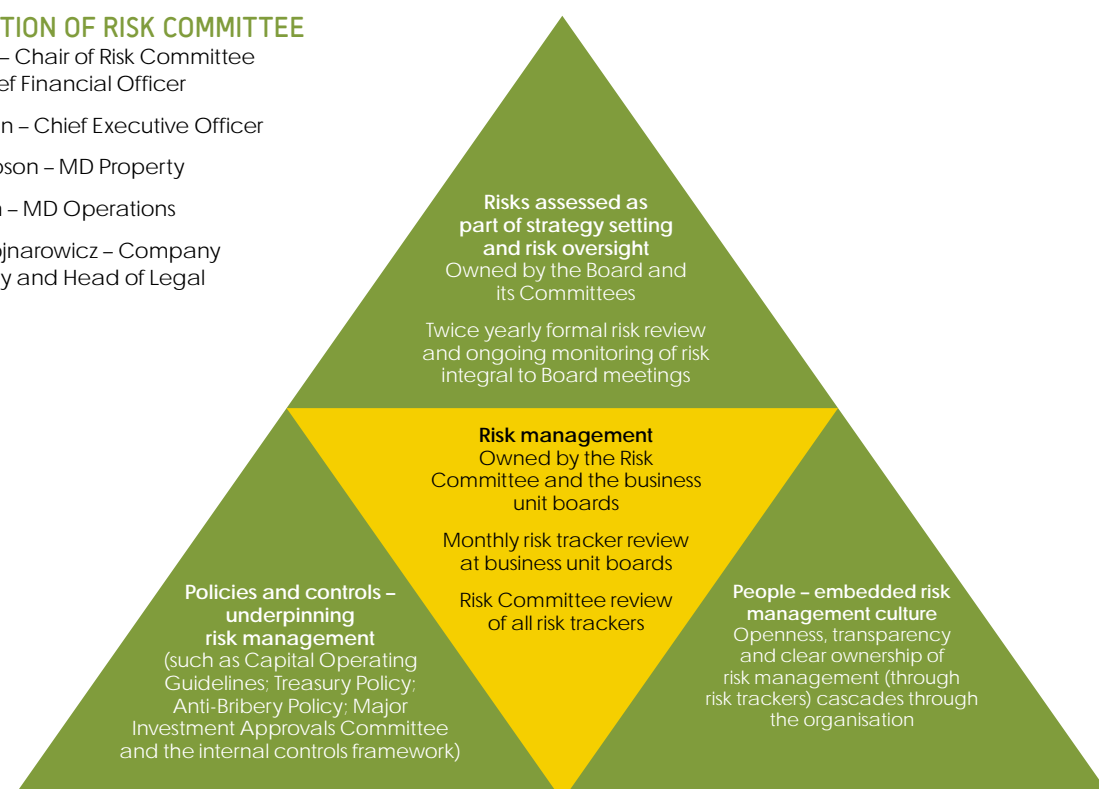 TION OF RISK COMMITTEE
– Chair of Risk Committee
ef Financial Officer
n – Chief Executive Officer
son – MD Property
– MD Operations
jnarowicz – Company
y and Head of Legal
Risks assessed as
part of strategy setting
and risk oversight
Owned by the Board and
its Committees
Twice yearly formal risk review
and ongoing monitoring of risk
integral to Board meetings
Risk management
Owned by the Risk
Committee and the business
unit boards
Monthly risk tracker review
at business unit boards
Risk Committee review
of all risk trackers
Policies and controls –
underpinning
risk management
(such as Capital Operating
Guidelines; Treasury Policy;
Anti-Bribery Policy; Major
Investment Approvals Committee
and the internal controls framework)
People – embedded risk
management culture
Openness, transparency
and clear ownership of
risk management (through
risk trackers) cascades through
the organisation